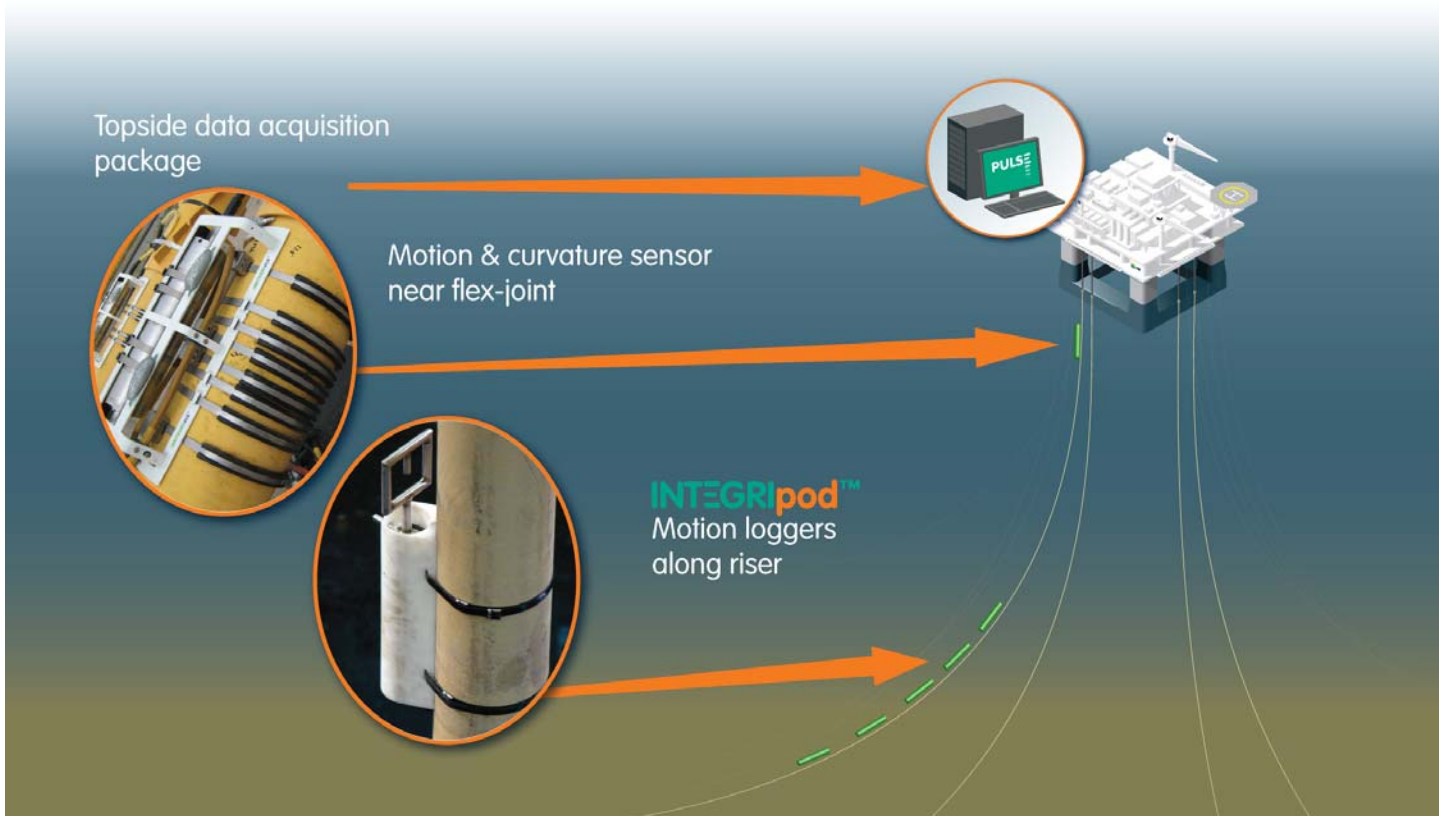 Topside data acquisition
package
PULSE
Motion & curvature sensor
near flex-joint
INTEGRIpod™
Motion loggers
along riser
H